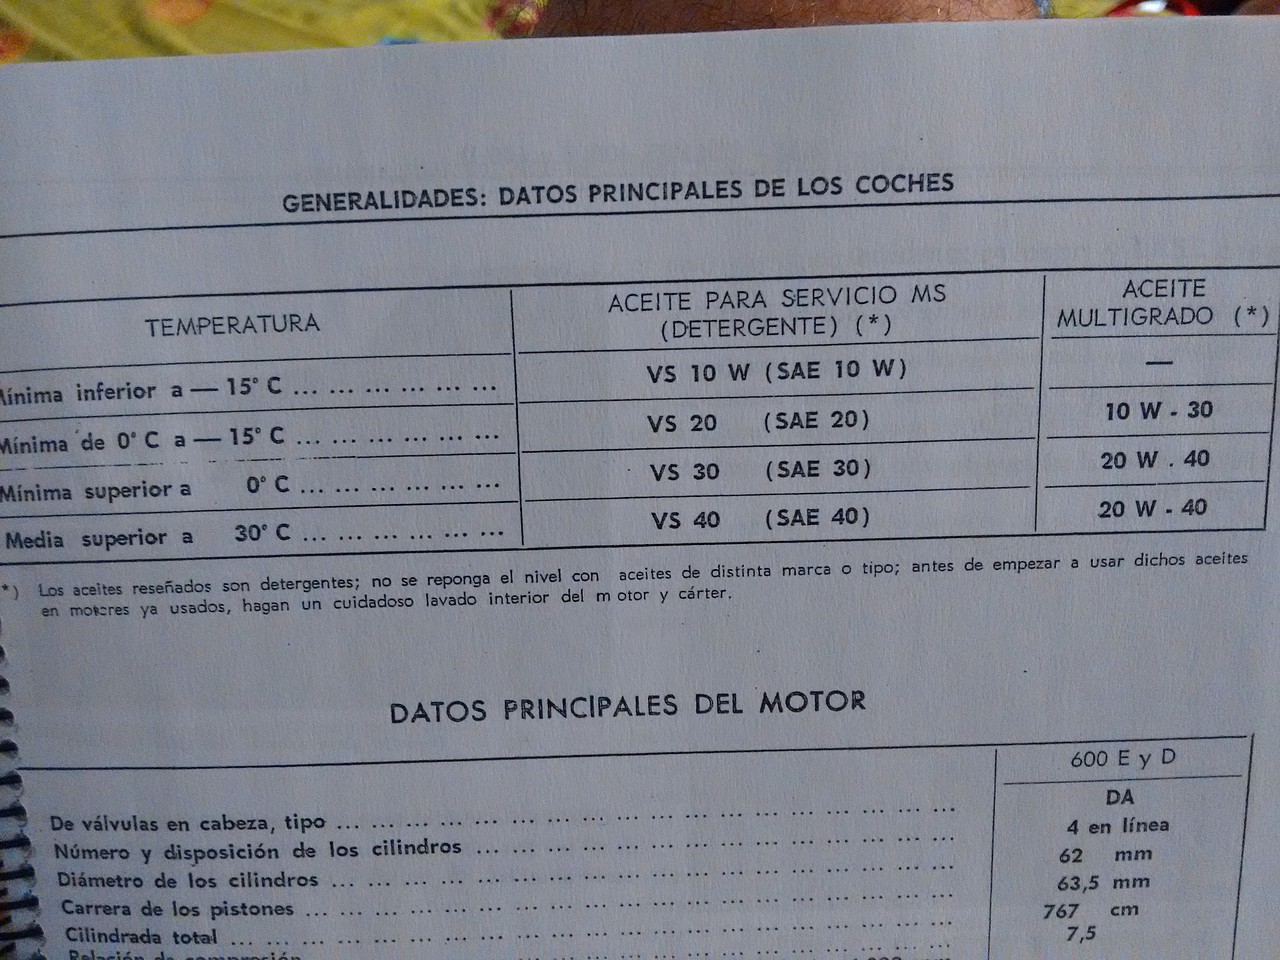 GENERALIDADES: DATOS PRINCIPALES DE LOS COCHES
TEMPERATURA
ACEITE PARA SERVICIO MS
(DETERGENTE) (*)
ACEITE
MULTIGRADO (*)
Mínima inferior a — 15° C ... ... ... ... ... ... VS 10 W (SAE 10 W) —
Mínima de 0° C a — 15° C ... ... ... ... ... ... VS 20 (SAE 20) 10 W - 30
Mínima superior a 0° C ... ... ... ... ... ... VS 30 (SAE 30) 20 W . 40
Media superior a 30° C ... ... ... ... ... ... VS 40 (SAE 40) 20 W - 40
*) Los aceites reseñados son detergentes; no se reponga el nivel con aceites de distinta marca o tipo; antes de empezar a usar dichos aceites
en motores ya usados, hagan un cuidadoso lavado interior del m otor y cárter.
DATOS PRINCIPALES DEL MOTOR
600 E y D
De válvulas en cabeza, tipo ... ... ... ... ... ... ... ... ... ... ... ... ... ... ... ... DA
Número y disposición de los cilindros ... ... ... ... ... ... ... ... ... ... ... 4 en línea
Diámetro de los cilindros ... ... ... ... ... ... ... ... ... ... ... ... ... ... ... ... 62 mm
Carrera de los pistones ... ... ... ... ... ... ... ... ... ... ... ... ... ... ... ... 63,5 mm
Cilindrada total ... ... ... ... ... ... ... ... ... ... ... ... ... ... ... ... ... 767 cm
Relación de compresión 7,5